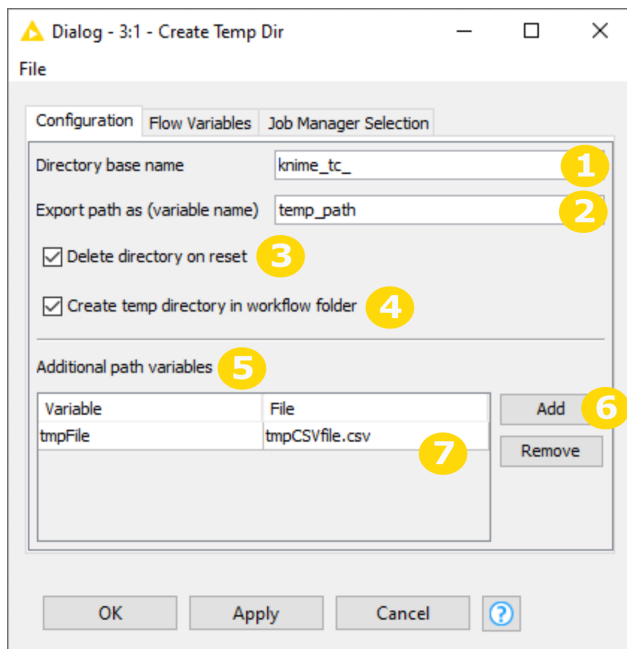 Dialog - 3:1 - Create Temp Dir
File
Configuration Flow Variables Job Manager Selection
Directory base name knime_tc_ 1
Export path as (variable name) temp_path 2
Delete directory on reset 3
Create temp directory in workflow folder 4
Additional path variables 5
Variable File Add 6
tmpFile tmpCSVfile.csv 7
Remove
OK Apply Cancel ?